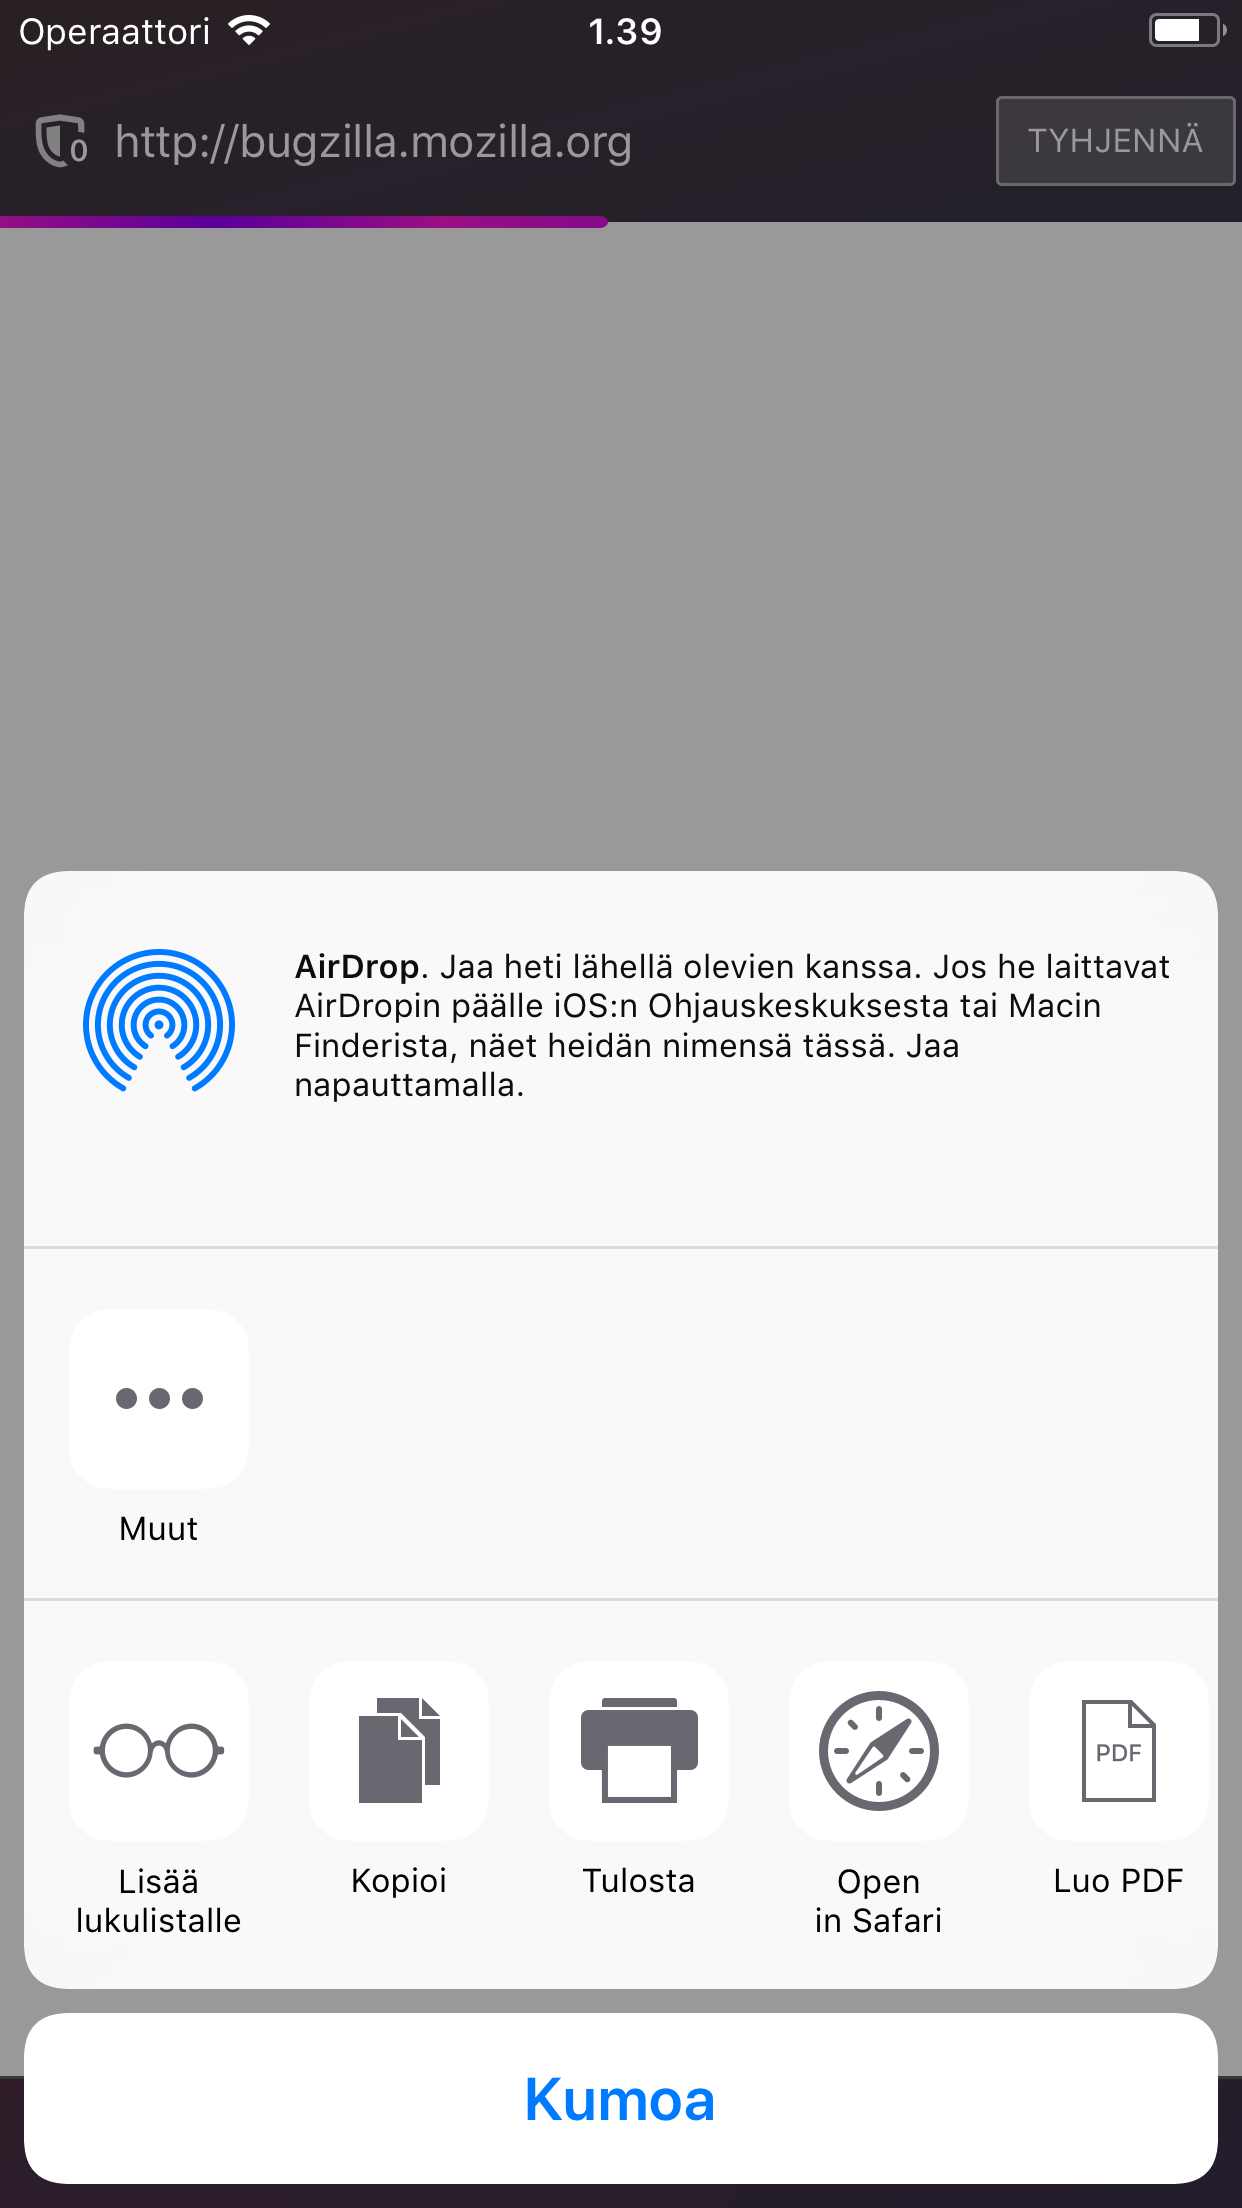 Operaattori
1.39
0 http://bugzilla.mozilla.org
TYHJENNÄ
AirDrop. Jaa heti lähellä olevien kanssa. Jos he laittavat
AirDropin päälle iOS:n Ohjauskeskuksesta tai Macin
Finderista, näet heidän nimensä tässä. Jaa
napauttamalla.
Muut
Lisää
lukulistalle
Kopioi
Tulosta
Open
in Safari
PDF
Luo PDF
Kumoa